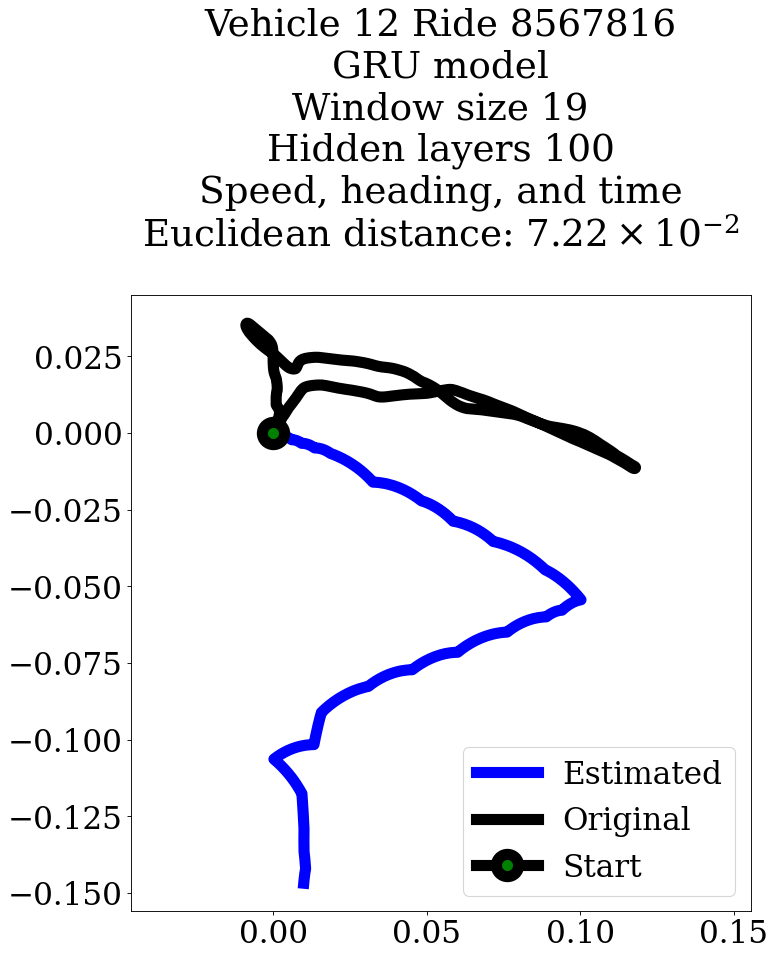 Vehicle 12 Ride 8567816
GRU model
Window size 19
Hidden layers 100
Speed, heading, and time
Euclidean distance: 7.22 × 10⁻²
0.025
0.000
−0.025
−0.050
−0.075
−0.100
−0.125
−0.150
Estimated
Original
Start
0.00
0.05
0.10
0.15